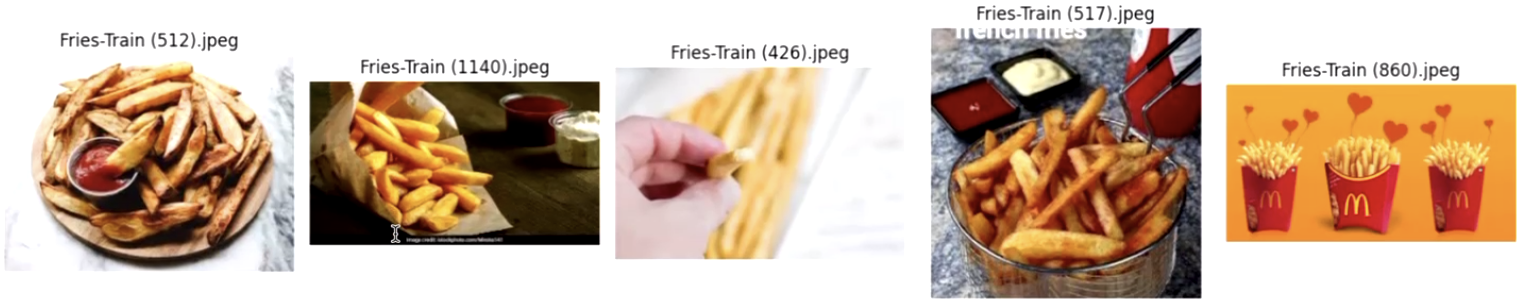 Fries-Train (512).jpeg
Fries-Train (1140).jpeg
Fries-Train (426).jpeg
Fries-Train (517).jpeg
french fries
Fries-Train (860).jpeg
M
M
M